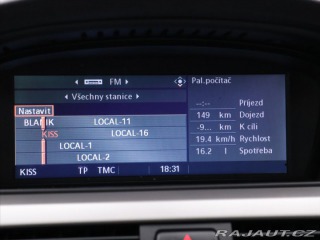 FM
Pal.počítač
Všechny stanice
Nastavit
--:-- Příjezd
BLANIK LOCAL-11
149 km Dojezd
KISS LOCAL-16
-9... km K cíli
LOCAL-1
19.4 km/h Rychlost
LOCAL-2
16.2 l Spotřeba
KISS TP TMC 18:31
RAJAUT.CZ